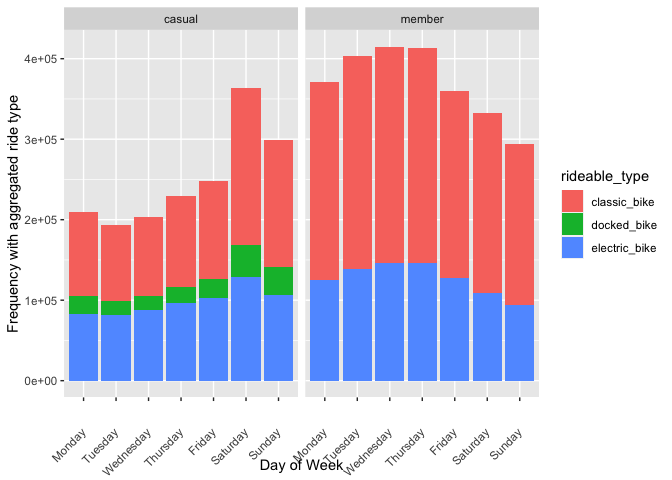 casual
member
Frequency with aggregated ride type
4e+05
3e+05
2e+05
1e+05
0e+00
Monday
Tuesday
Wednesday
Thursday
Friday
Saturday
Sunday
Monday
Tuesday
Wednesday
Thursday
Friday
Saturday
Sunday
Day of Week
rideable_type
classic_bike
docked_bike
electric_bike